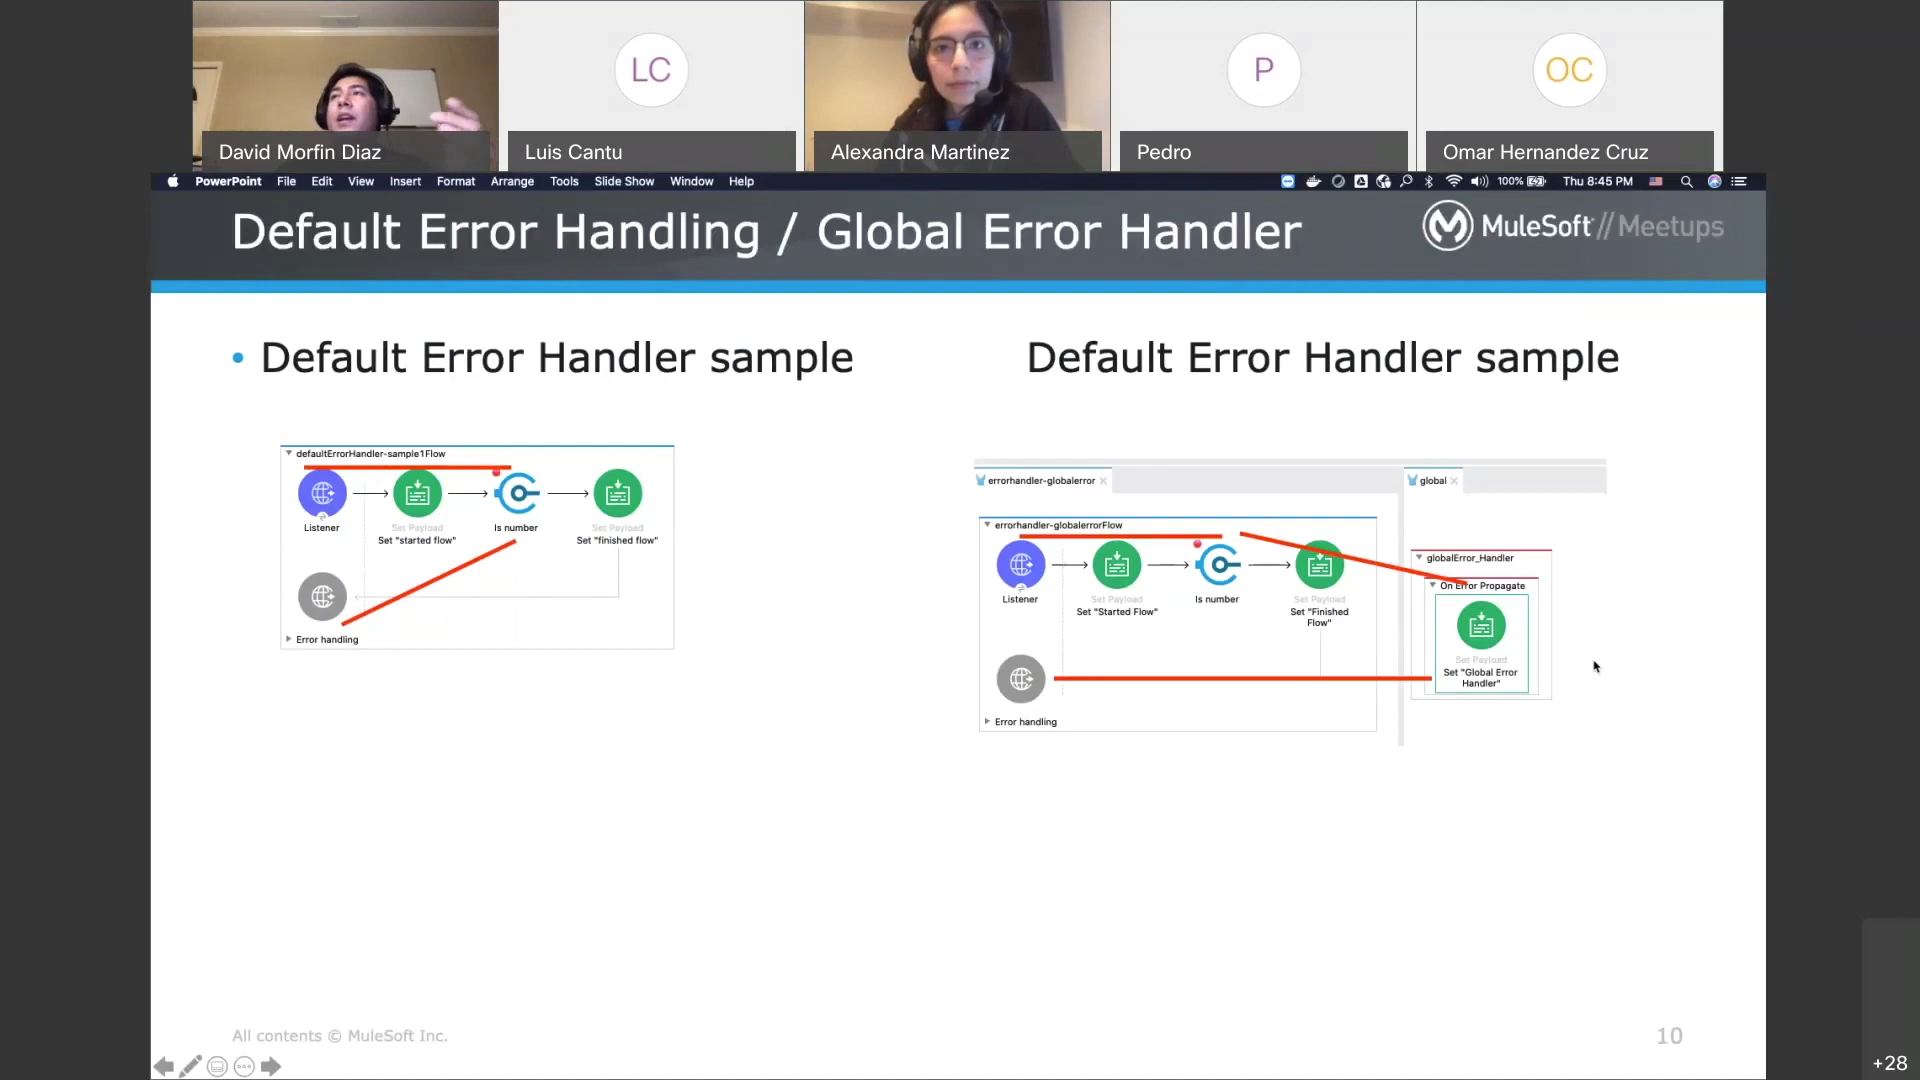 LC
P
OC
David Morfin Diaz
Luis Cantu
Alexandra Martinez
Pedro
Omar Hernandez Cruz
PowerPoint File Edit View Insert Format Arrange Tools Slide Show Window Help
100% Thu 8:45 PM
Default Error Handling / Global Error Handler
MuleSoft // Meetups
• Default Error Handler sample
defaultErrorHandler-sample1Flow
Listener
Set Payload
Set "started flow"
Is number
Set Payload
Set "finished flow"
Error handling
Default Error Handler sample
errorhandler-globalerror
global
errorhandler-globalerrorFlow
Listener
Set Payload
Set "Started Flow"
Is number
Set Payload
Set "Finished
Flow"
Error handling
globalError_Handler
On Error Propagate
Set Payload
Set "Global Error
Handler"
All contents © MuleSoft Inc.
10
+28